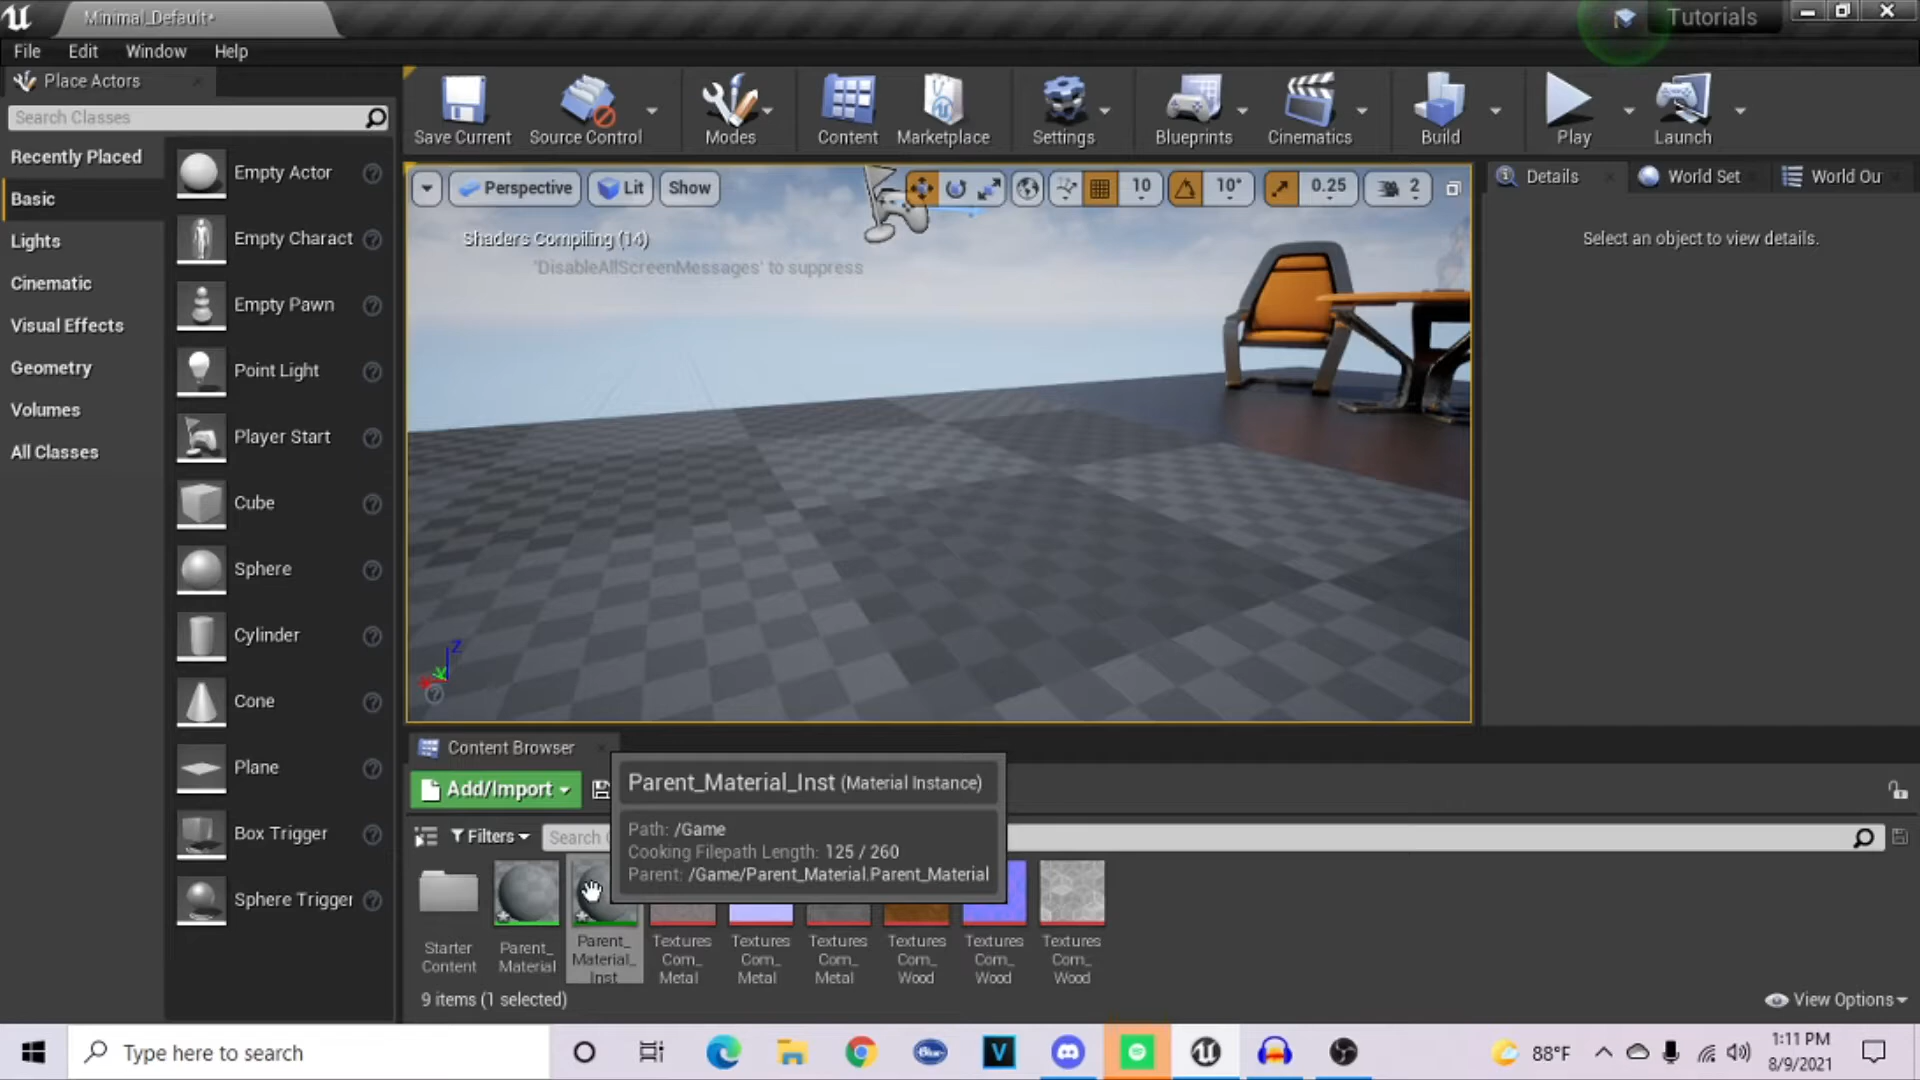 Minimal_Default*
Tutorials
File Edit Window Help
Place Actors
Search Classes
Recently Placed
Basic
Lights
Cinematic
Visual Effects
Geometry
Volumes
All Classes
Empty Actor
Empty Charact
Empty Pawn
Point Light
Player Start
Cube
Sphere
Cylinder
Cone
Plane
Box Trigger
Sphere Trigger
Save Current Source Control Modes Content Marketplace Settings Blueprints Cinematics Build Play Launch
Perspective Lit Show 10 10° 0.25 2
Shaders Compiling (14)
'DisableAllScreenMessages' to suppress
Z
Details World Set World Ou
Select an object to view details.
Content Browser
Add/Import
Parent_Material_Inst (Material Instance)
Path: /Game
Cooking Filepath Length: 125 / 260
Parent: /Game/Parent_Material.Parent_Material
Filters Search
Starter
Content
Parent_
Material
Parent_
Material_
Inst
Textures
Com_
Metal
Textures
Com_
Metal
Textures
Com_
Metal
Textures
Com_
Wood
Textures
Com_
Wood
Textures
Com_
Wood
9 items (1 selected)
View Options
Type here to search
88°F
1:11 PM
8/9/2021